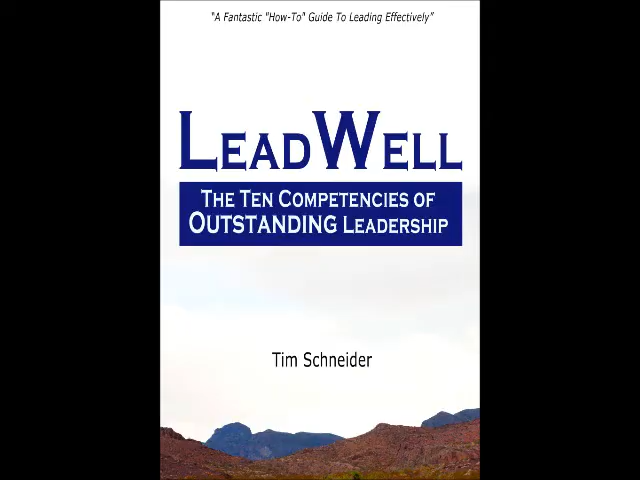 "A Fantastic "How-To" Guide To Leading Effectively"
LEADWELL
THE TEN COMPETENCIES OF
OUTSTANDING LEADERSHIP
Tim Schneider